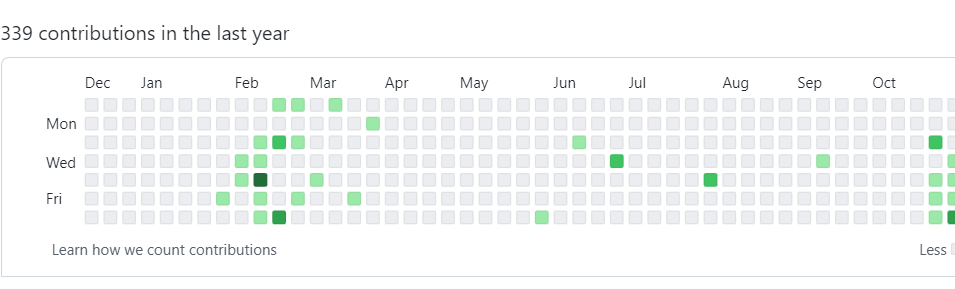 339 contributions in the last year
Dec Jan Feb Mar Apr May Jun Jul Aug Sep Oct
Mon
Wed
Fri
Learn how we count contributions Less